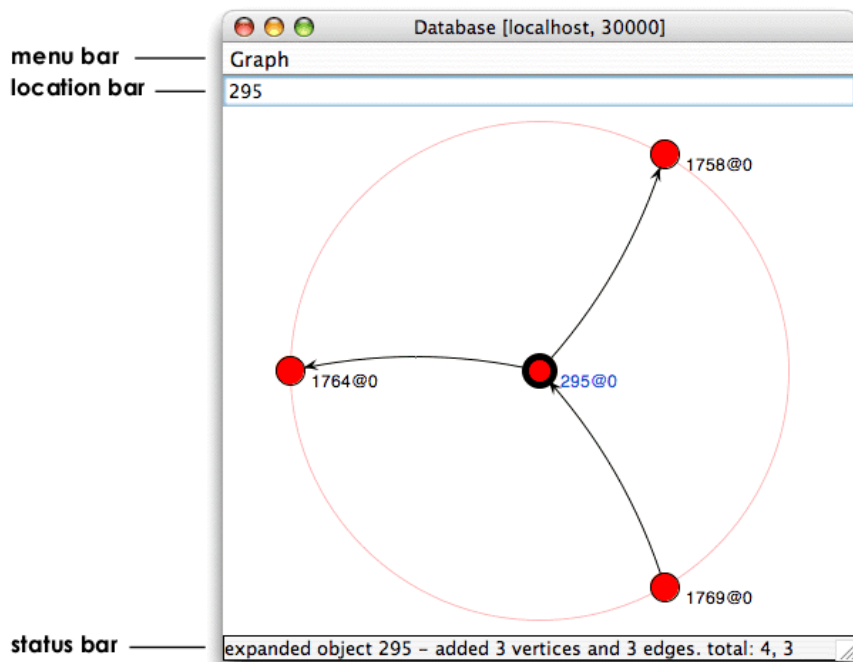 Database [localhost, 30000]
menu bar
Graph
location bar
295
1758@0
1764@0
295@0
1769@0
status bar
expanded object 295 – added 3 vertices and 3 edges. total: 4, 3